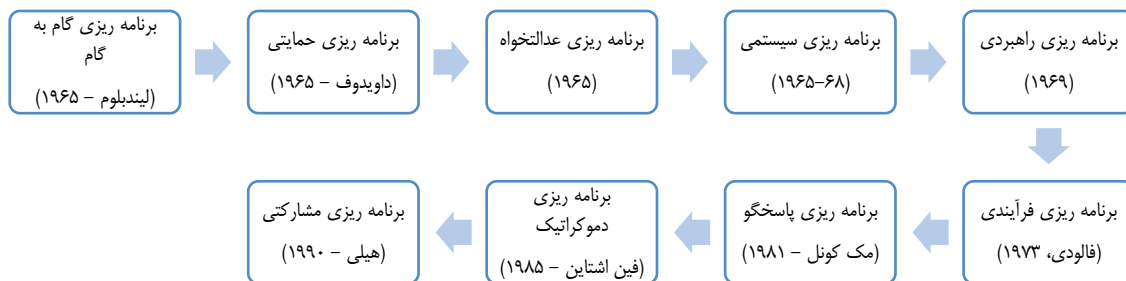 برنامه ریزی گام به
گام
(لیندبلوم – ۱۹۶۵)
برنامه ریزی حمایتی
(داویدوف – ۱۹۶۵)
برنامه ریزی عدالتخواه
(۱۹۶۵)
برنامه ریزی سیستمی
(۱۹۶۵-۶۸)
برنامه ریزی راهبردی
(۱۹۶۹)
برنامه ریزی فرآیندی
(فالودی، ۱۹۷۳)
برنامه ریزی پاسخگو
(مک کونل – ۱۹۸۱)
برنامه ریزی
دموکراتیک
(فین اشتاین – ۱۹۸۵)
برنامه ریزی مشارکتی
(هیلی – ۱۹۹۰)